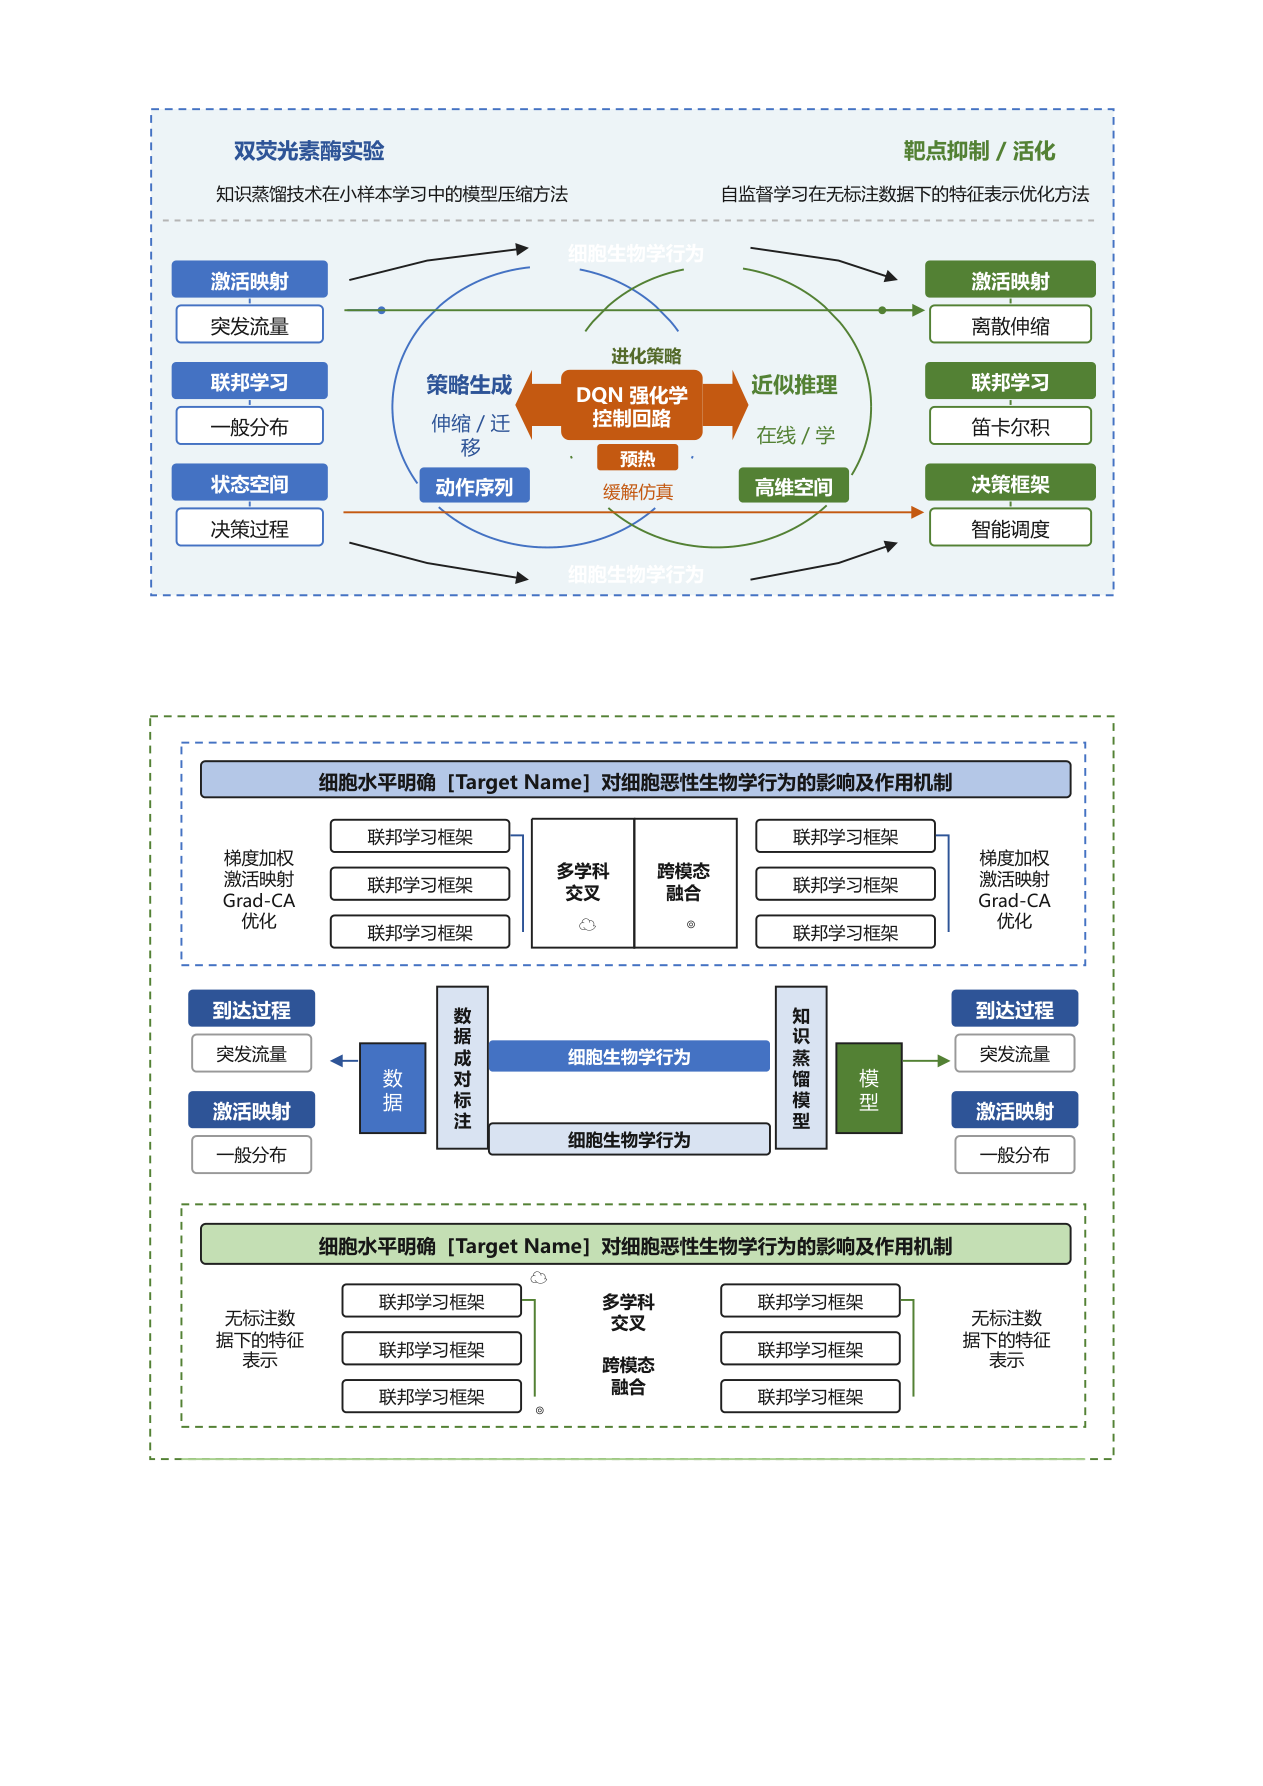 双荧光素酶实验
靶点抑制 / 活化
知识蒸馏技术在小样本学习中的模型压缩方法
自监督学习在无标注数据下的特征表示优化方法
细胞生物学行为
激活映射
突发流量
联邦学习
一般分布
状态空间
决策过程
进化策略
策略生成
伸缩 / 迁
移
动作序列
DQN 强化学
控制回路
预热
缓解仿真
近似推理
在线 / 学
高维空间
激活映射
离散伸缩
联邦学习
笛卡尔积
决策框架
智能调度
细胞生物学行为
细胞水平明确 [Target Name] 对细胞恶性生物学行为的影响及作用机制
梯度加权
激活映射
Grad-CA
优化
联邦学习框架
联邦学习框架
联邦学习框架
多学科
交叉
跨模态
融合
联邦学习框架
联邦学习框架
联邦学习框架
梯度加权
激活映射
Grad-CA
优化
到达过程
突发流量
激活映射
一般分布
数
据
数
据
成
对
标
注
细胞生物学行为
细胞生物学行为
知
识
蒸
馏
模
型
模
型
到达过程
突发流量
激活映射
一般分布
细胞水平明确 [Target Name] 对细胞恶性生物学行为的影响及作用机制
无标注数
据下的特征
表示
联邦学习框架
联邦学习框架
联邦学习框架
多学科
交叉
跨模态
融合
联邦学习框架
联邦学习框架
联邦学习框架
无标注数
据下的特征
表示